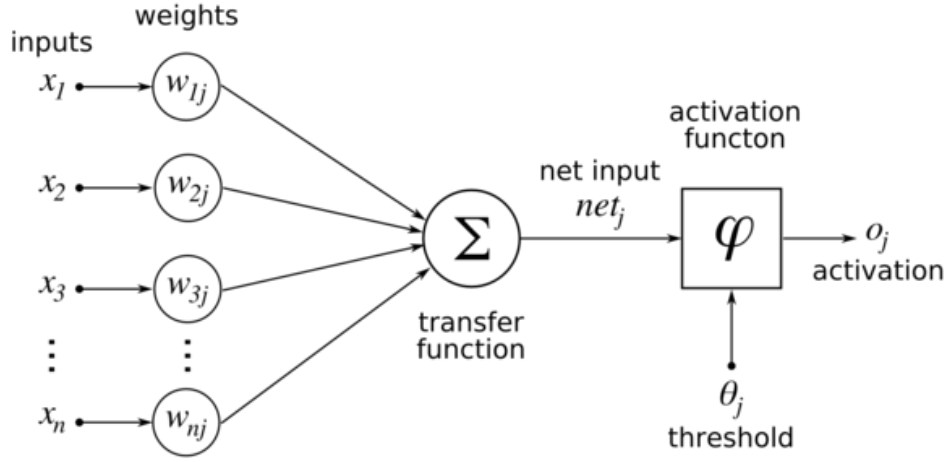 weights
inputs
x1 w1j
activation
functon
x2 w2j
net input
netj
Σ
φ
oj
activation
x3 w3j
transfer
function
⋮ ⋮
θj
xn wnj
threshold